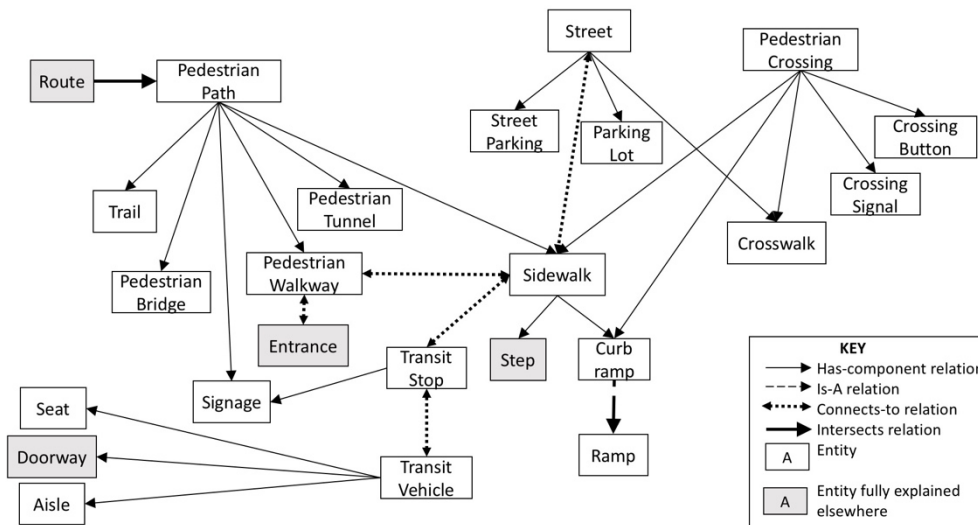 Street
Pedestrian
Crossing
Route
Pedestrian
Path
Street
Parking
Parking
Lot
Crossing
Button
Trail
Pedestrian
Tunnel
Crossing
Signal
Crosswalk
Pedestrian
Bridge
Pedestrian
Walkway
Sidewalk
Entrance
Transit
Stop
Step
Curb
ramp
Signage
Seat
Doorway
Aisle
Transit
Vehicle
Ramp
KEY
Has-component relation
Is-A relation
Connects-to relation
Intersects relation
A
Entity
A
Entity fully explained
elsewhere